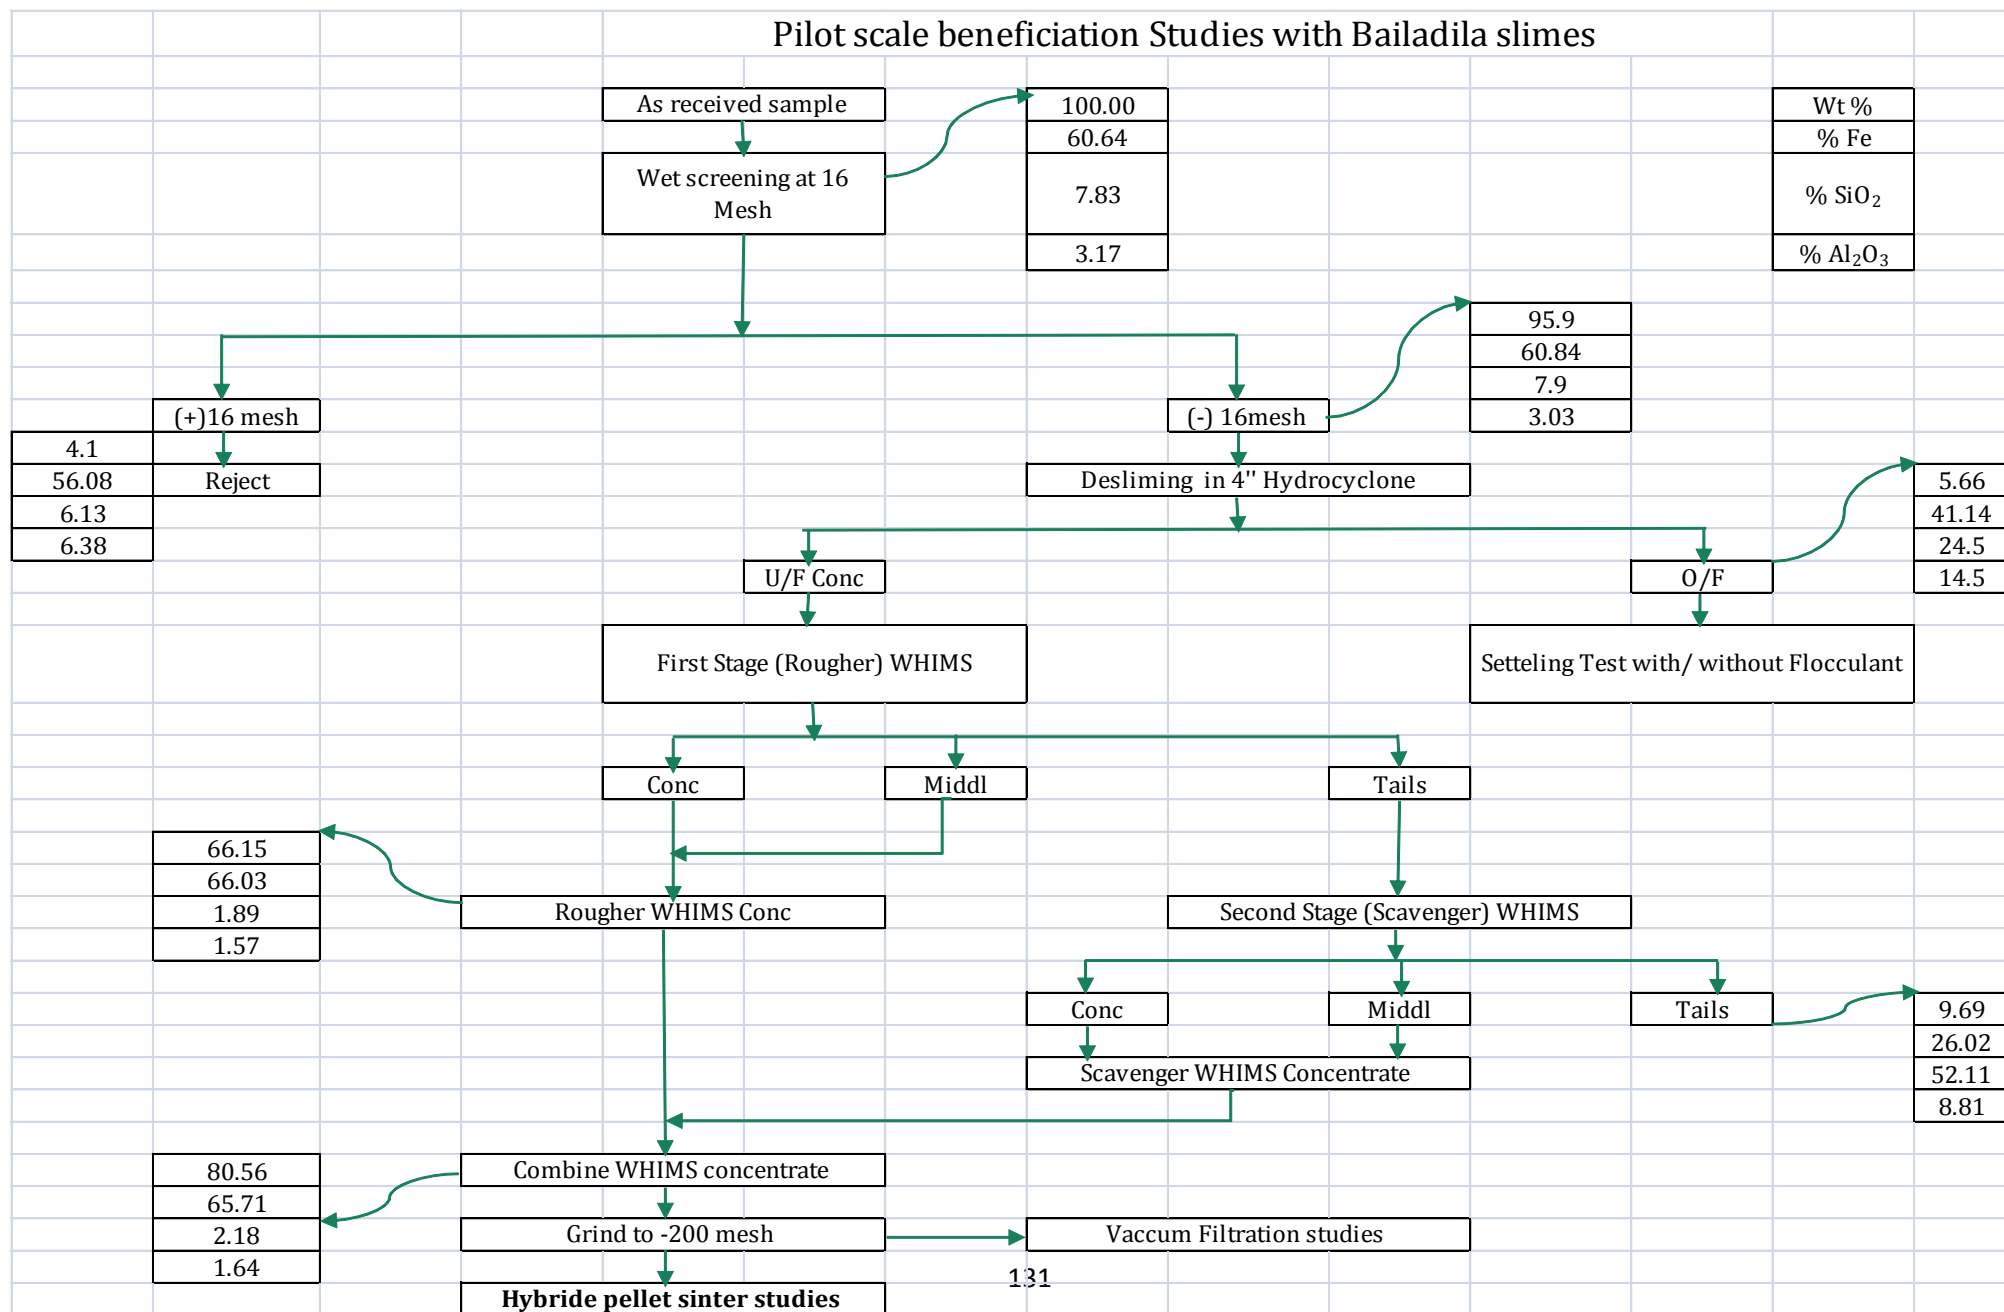 Pilot scale beneficiation Studies with Bailadila slimes
As received sample
100.00
Wt %
60.64
% Fe
Wet screening at 16
Mesh
7.83
% SiO₂
3.17
% Al₂O₃
95.9
60.84
7.9
3.03
(+)16 mesh
(-) 16mesh
4.1
56.08
Reject
6.13
6.38
Desliming in 4'' Hydrocyclone
5.66
41.14
24.5
14.5
U/F Conc
O/F
First Stage (Rougher) WHIMS
Setteling Test with/ without Flocculant
Conc
Middl
Tails
66.15
66.03
1.89
1.57
Rougher WHIMS Conc
Second Stage (Scavenger) WHIMS
Conc
Middl
Tails
9.69
26.02
52.11
8.81
Scavenger WHIMS Concentrate
80.56
65.71
2.18
1.64
Combine WHIMS concentrate
Grind to -200 mesh
Vaccum Filtration studies
131
Hybride pellet sinter studies